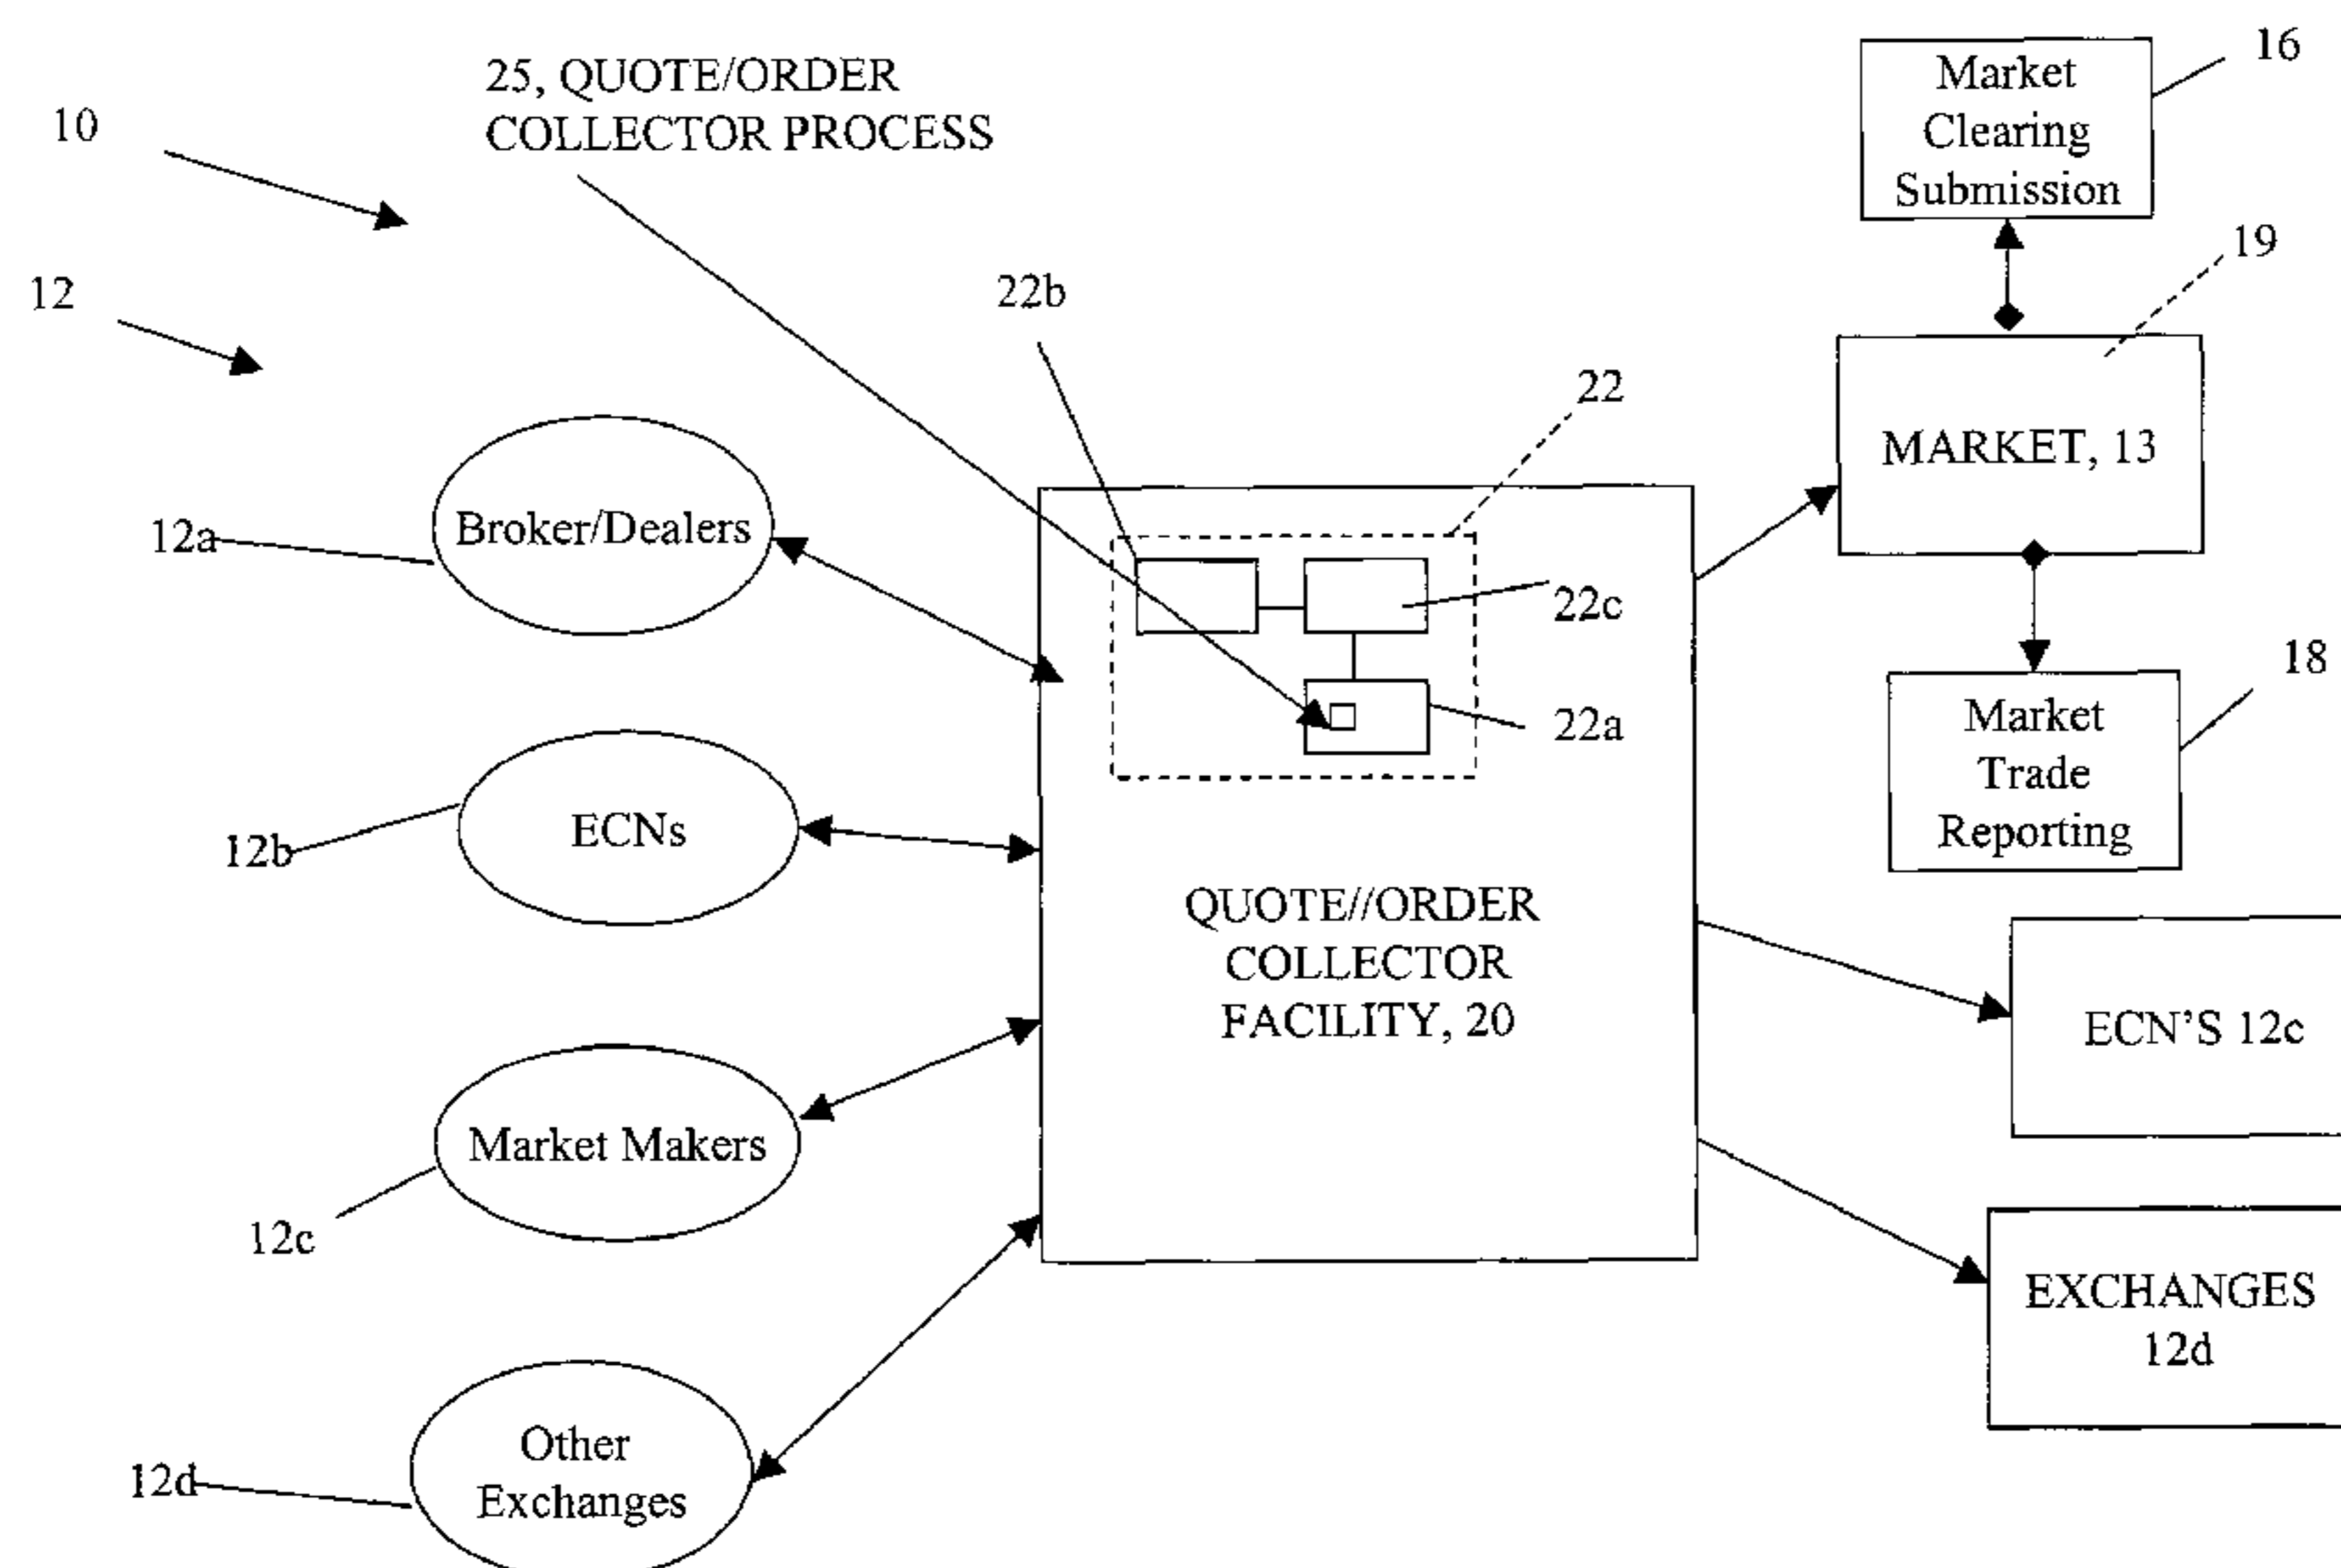 16
Market
Clearing
Submission
25, QUOTE/ORDER
COLLECTOR PROCESS
10
19
12
22b
22
MARKET, 13
12a
Broker/Dealers
22c
18
22a
Market
Trade
Reporting
12b
ECNs
QUOTE//ORDER
COLLECTOR
FACILITY, 20
ECN'S 12c
Market Makers
12c
EXCHANGES
12d
Other
Exchanges
12d